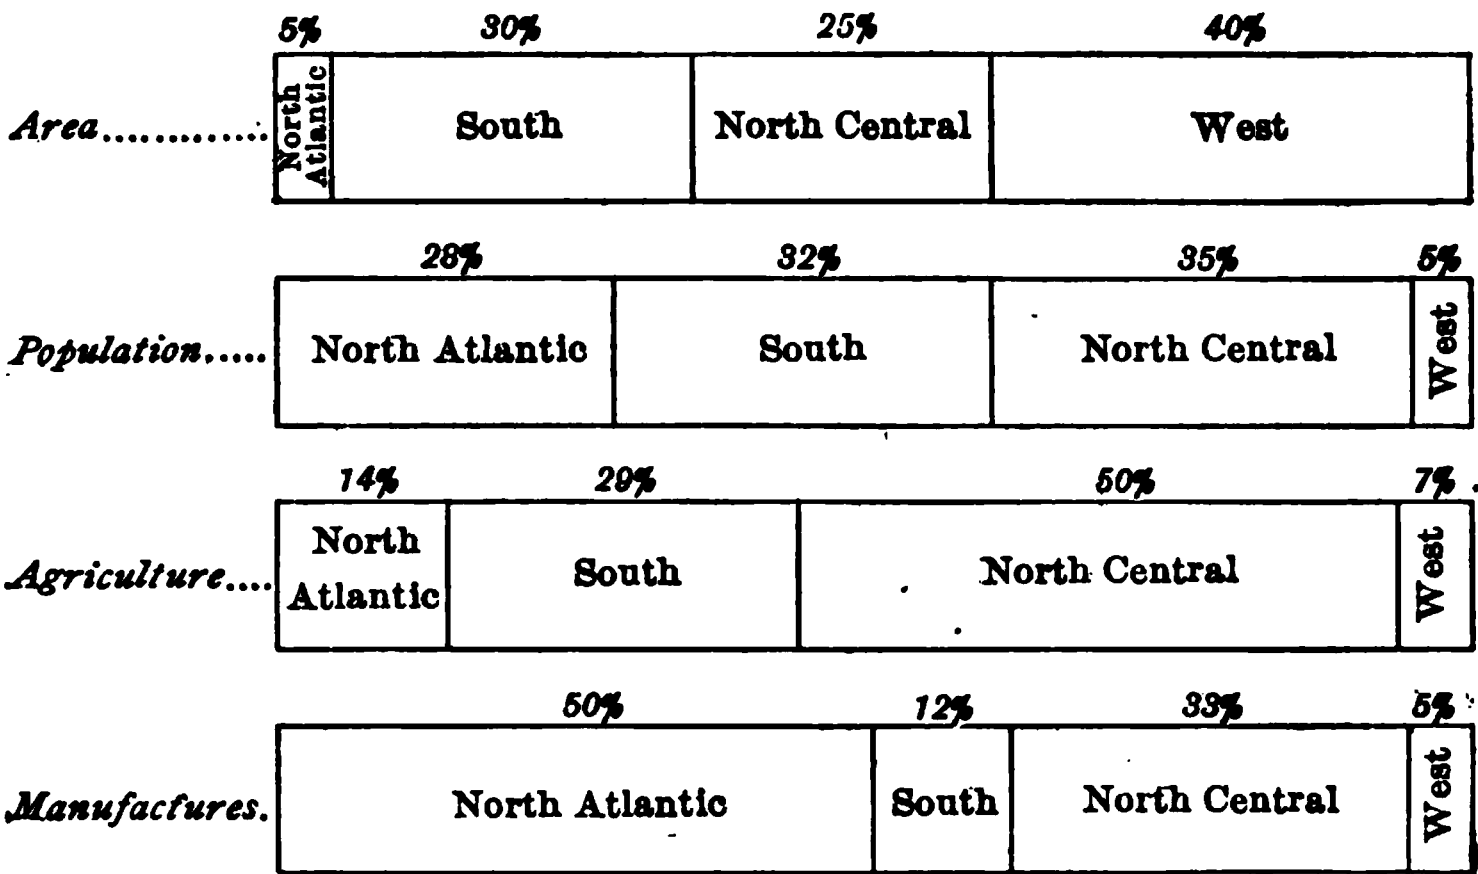 5% 30% 25% 40%
Area............. North Atlantic South North Central West
28% 32% 35% 5%
Population..... North Atlantic South North Central West
14% 29% 50% 7%
Agriculture.... North Atlantic South North Central West
50% 12% 33% 5%
Manufactures. North Atlantic South North Central West